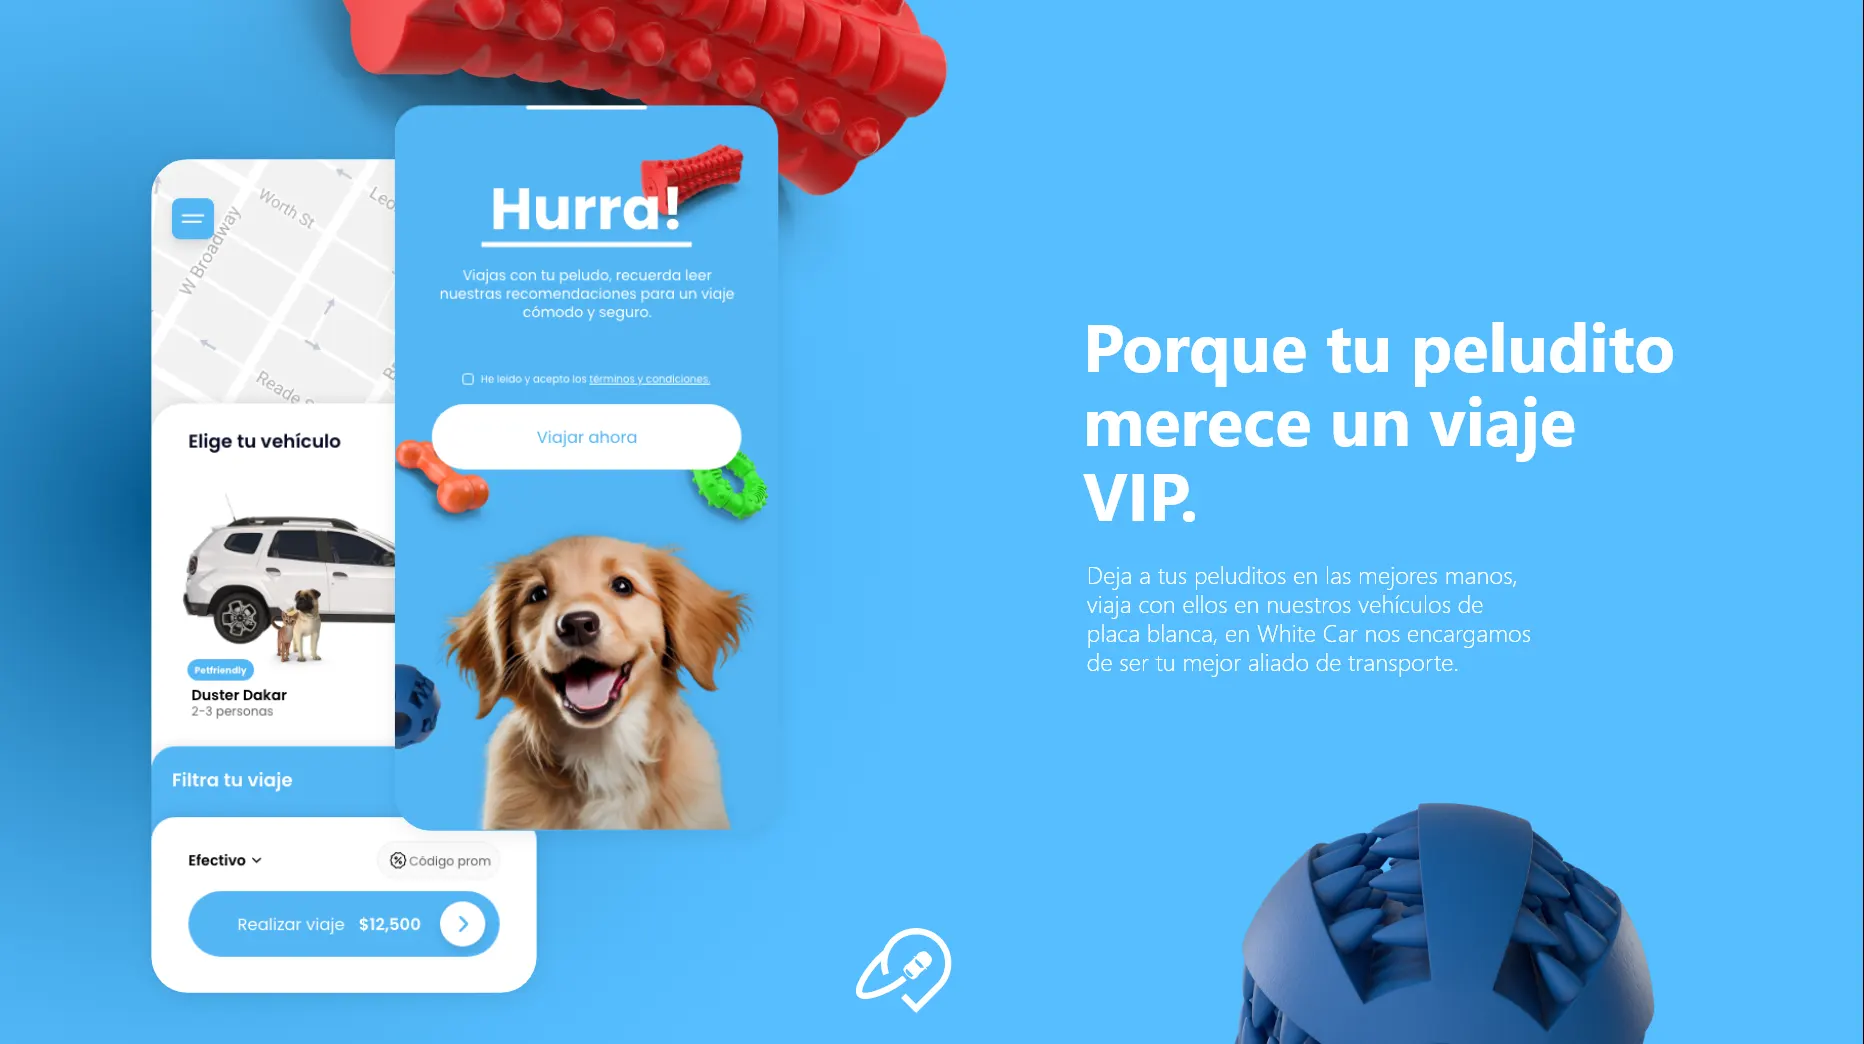 Worth St
Leo
W Broadway
Reade S
Elige tu vehículo
Petfriendly
Duster Dakar
2-3 personas
Filtra tu viaje
Efectivo
Código prom
Realizar viaje $12,500
Hurra!
Viajas con tu peludo, recuerda leer
nuestras recomendaciones para un viaje
cómodo y seguro.
He leido y acepto los términos y condiciones.
Viajar ahora
Porque tu peludito
merece un viaje
VIP.
Deja a tus peluditos en las mejores manos,
viaja con ellos en nuestros vehículos de
placa blanca, en White Car nos encargamos
de ser tu mejor aliado de transporte.